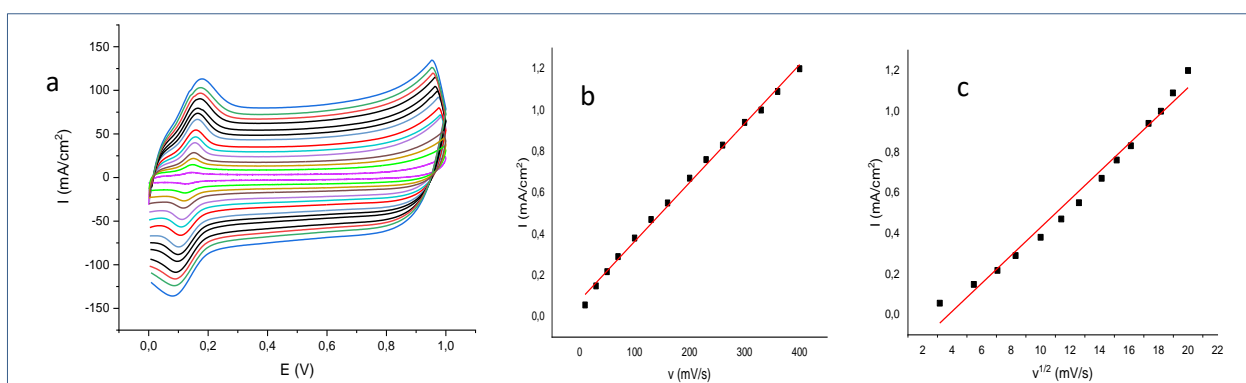 a
I (mA/cm²)
150
100
50
0
-50
-100
-150
0,0 0,2 0,4 0,6 0,8 1,0
E (V)
b
I (mA/cm²)
1,2
1,0
0,8
0,6
0,4
0,2
0,0
0 100 200 300 400
v (mV/s)
c
I (mA/cm²)
1,2
1,0
0,8
0,6
0,4
0,2
0,0
2 4 6 8 10 12 14 16 18 20 22
v^1/2 (mV/s)